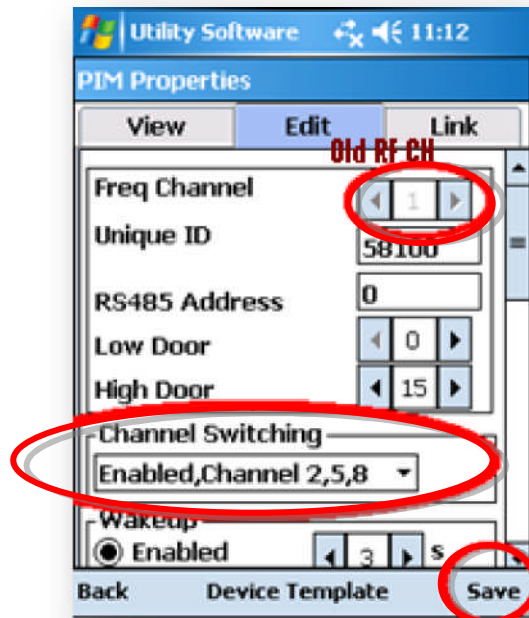 Utility Software 11:12
PIM Properties
View Edit Link
Old RF CH
Freq Channel 1
Unique ID 58100
RS485 Address 0
Low Door 0
High Door 15
Channel Switching
Enabled,Channel 2,5,8
Wakeup
Enabled 3 s
Back Device Template Save